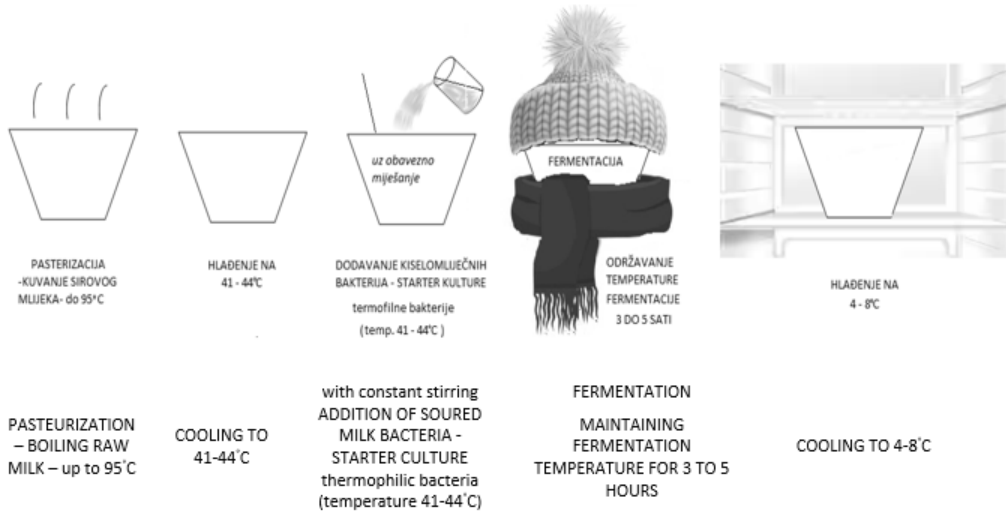 PASTERIZACIJA
-KUVANJE SIROVOG
MLIJEKA- do 95°C
HLAĐENJE NA
41 - 44°C
uz obavezno
miješanje
DODAVANJE KISELOMLIJEČNIH
BAKTERIJA - STARTER KULTURE
termofilne bakterije
(temp. 41 - 44°C )
FERMENTACIJA
ODRŽAVANJE
TEMPERATURE
FERMENTACIJE
3 DO 5 SATI
HLAĐENJE NA
4 - 8°C
PASTEURIZATION
– BOILING RAW
MILK – up to 95°C
COOLING TO
41-44°C
with constant stirring
ADDITION OF SOURED
MILK BACTERIA -
STARTER CULTURE
thermophilic bacteria
(temperature 41-44°C)
FERMENTATION
MAINTAINING
FERMENTATION
TEMPERATURE FOR 3 TO 5
HOURS
COOLING TO 4-8°C